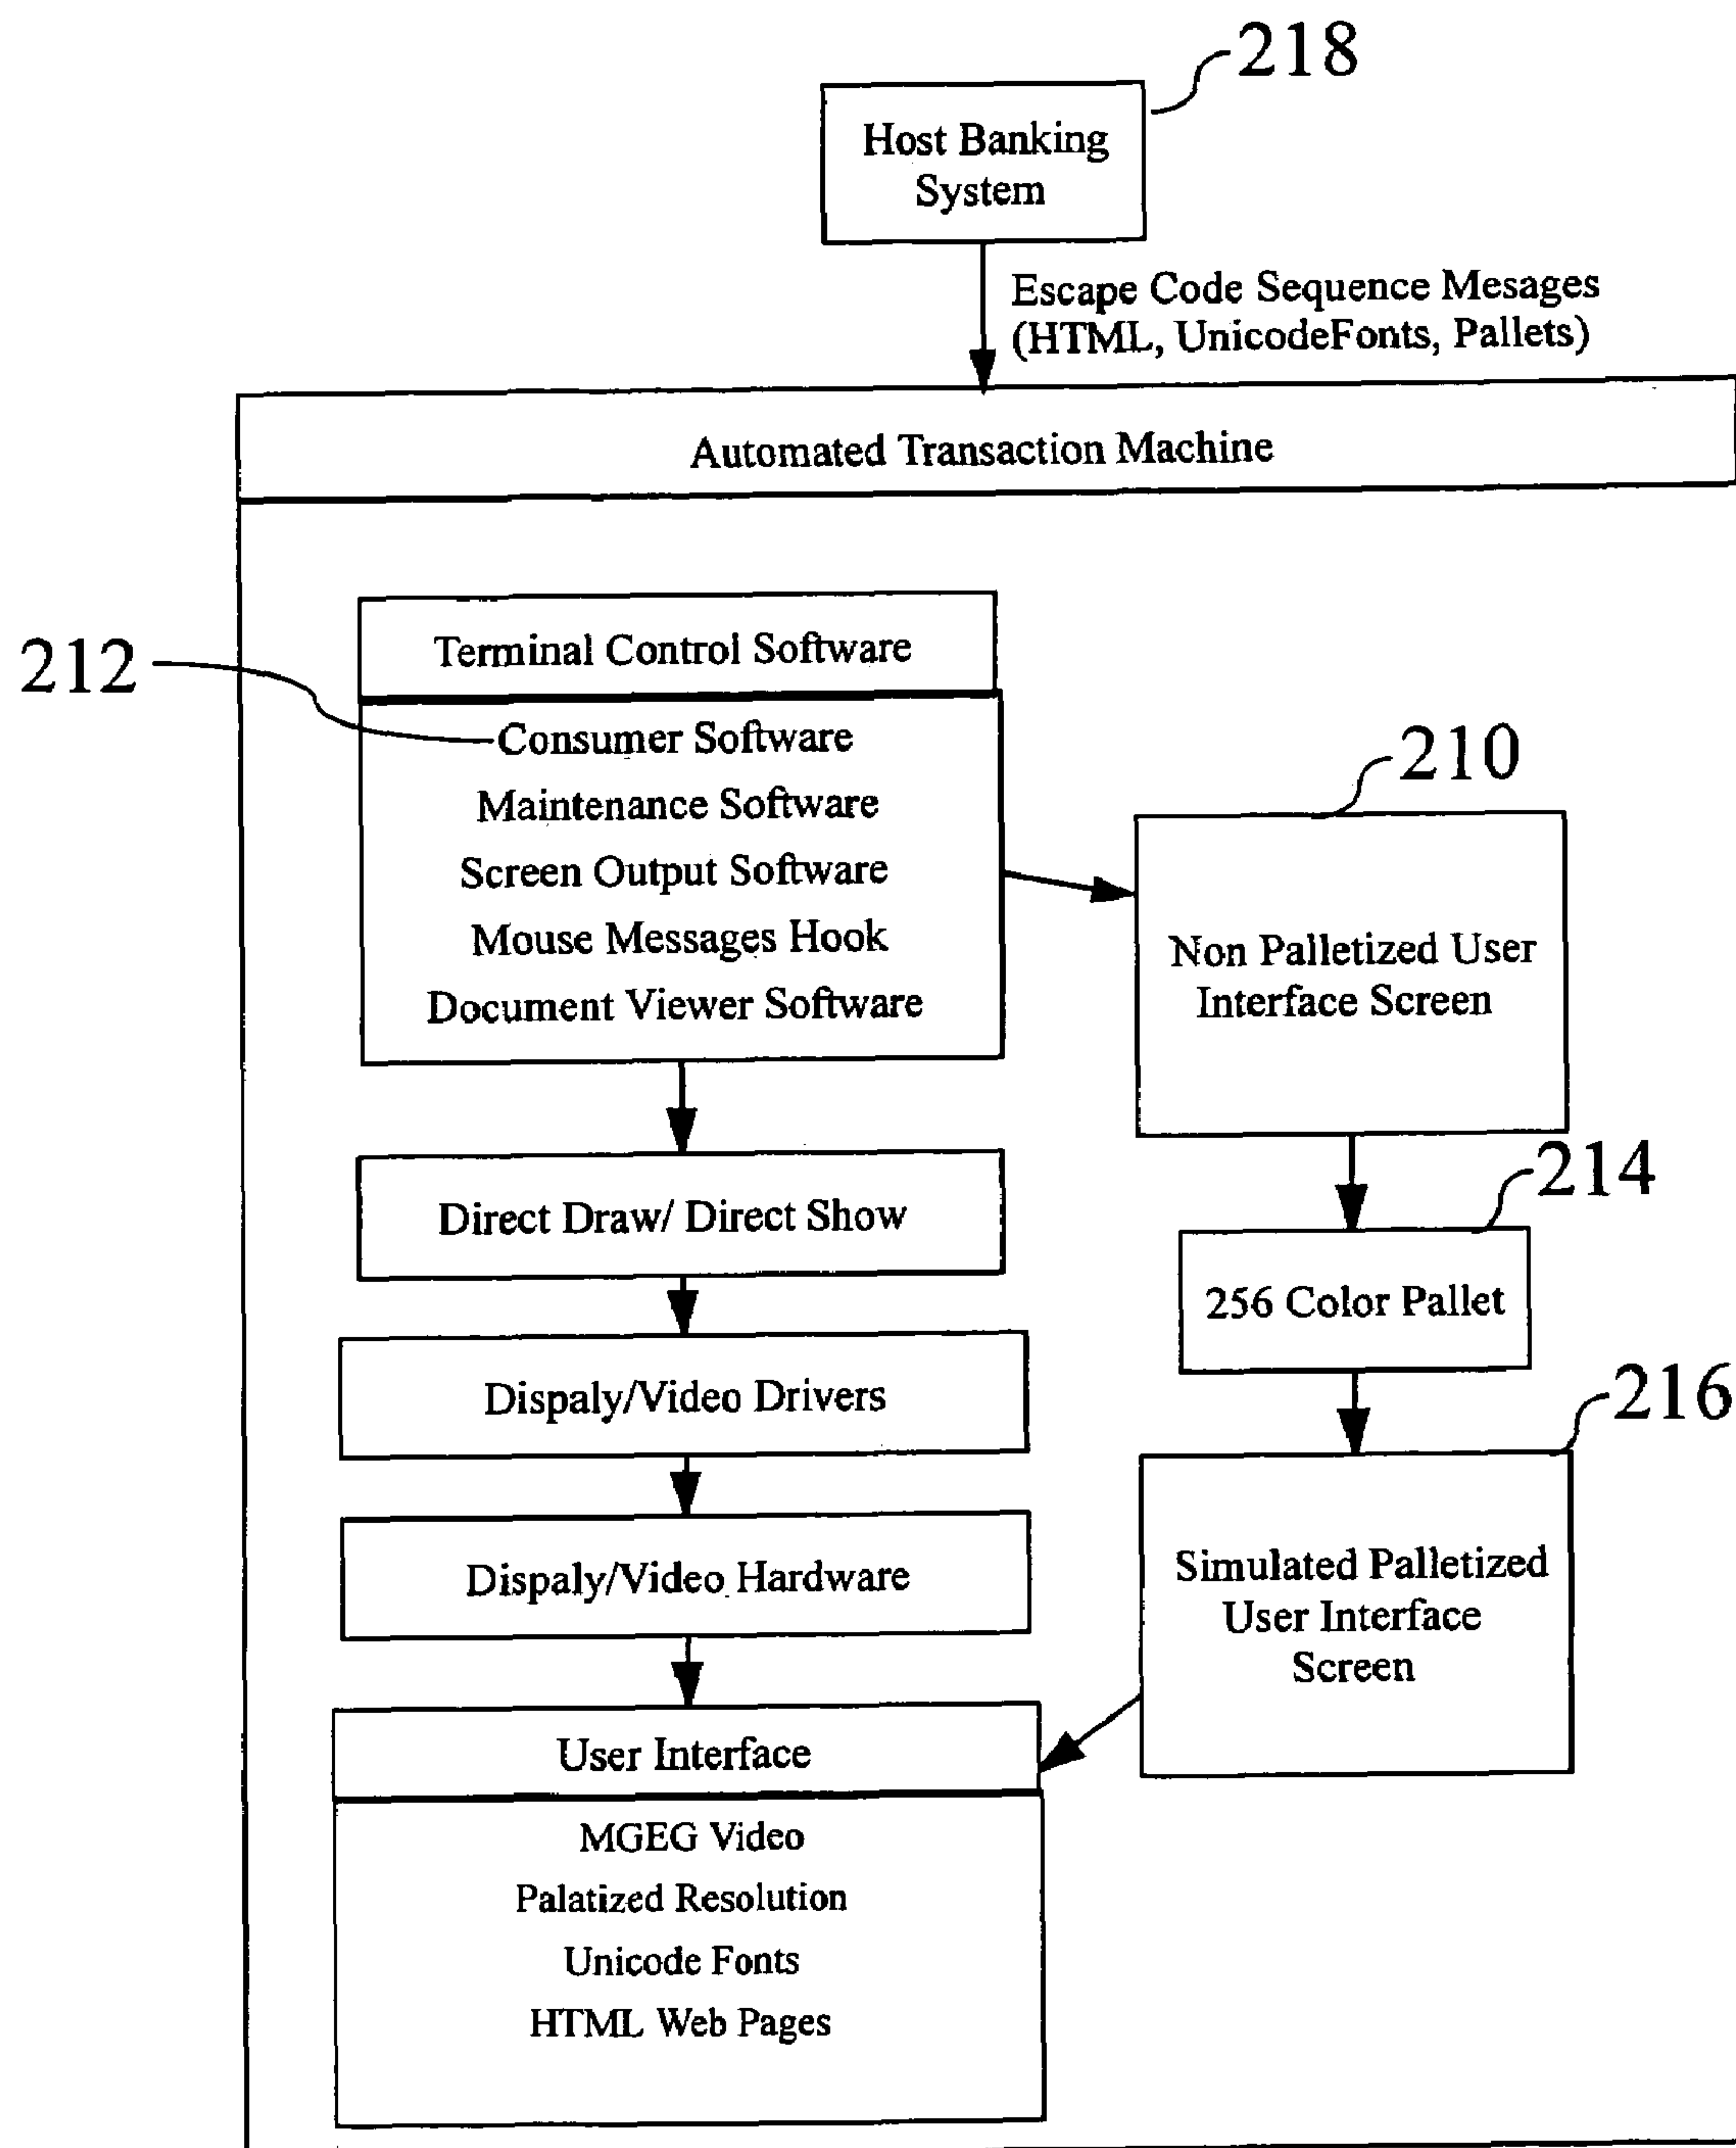 218
Host Banking
System
Escape Code Sequence Mesages
(HTML, UnicodeFonts, Pallets)
Automated Transaction Machine
Terminal Control Software
212
Consumer Software
Maintenance Software
Screen Output Software
Mouse Messages Hook
Document Viewer Software
210
Non Palletized User
Interface Screen
Direct Draw/ Direct Show
214
256 Color Pallet
Dispaly/Video Drivers
216
Simulated Palletized
User Interface
Screen
Dispaly/Video Hardware
User Interface
MGEG Video
Palatized Resolution
Unicode Fonts
HTML Web Pages